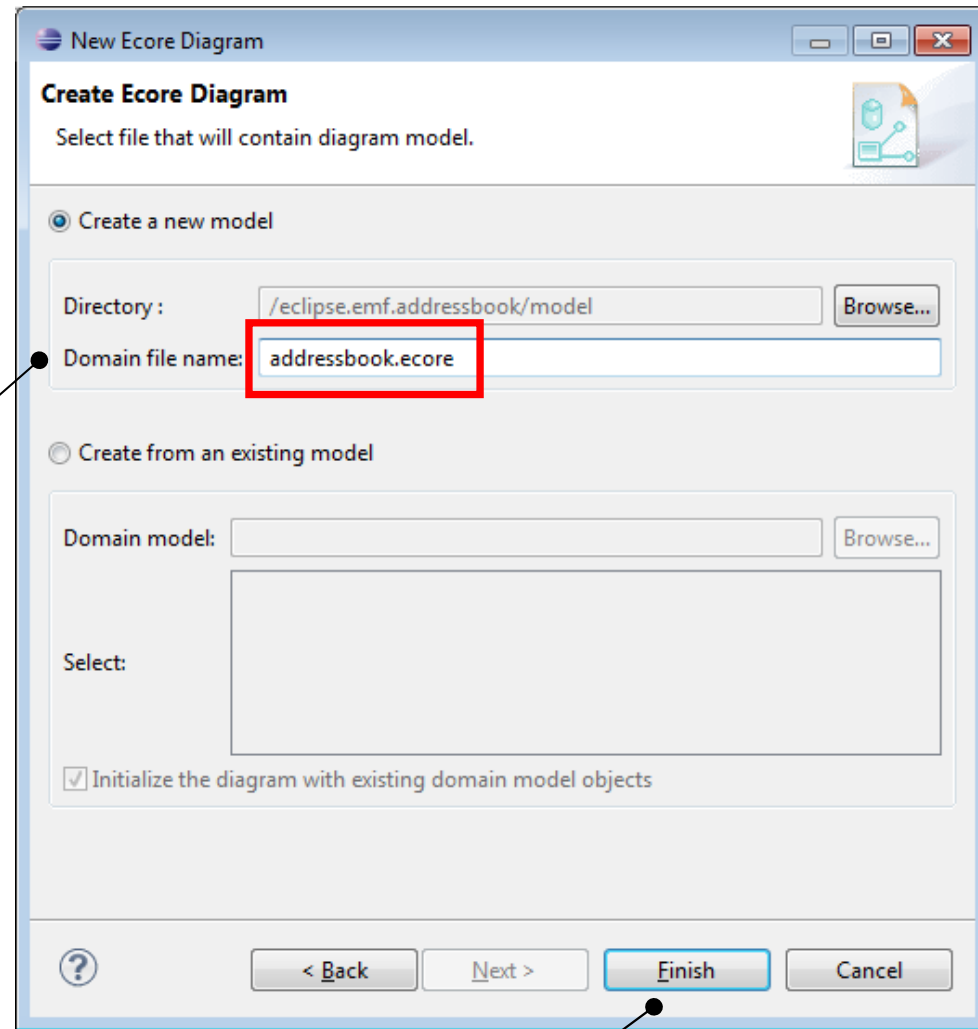 New Ecore Diagram
Create Ecore Diagram
Select file that will contain diagram model.
Create a new model
Directory : /eclipse.emf.addressbook/model Browse...
Domain file name: addressbook.ecore
Create from an existing model
Domain model: Browse...
Select:
Initialize the diagram with existing domain model objects
? < Back Next > Finish Cancel